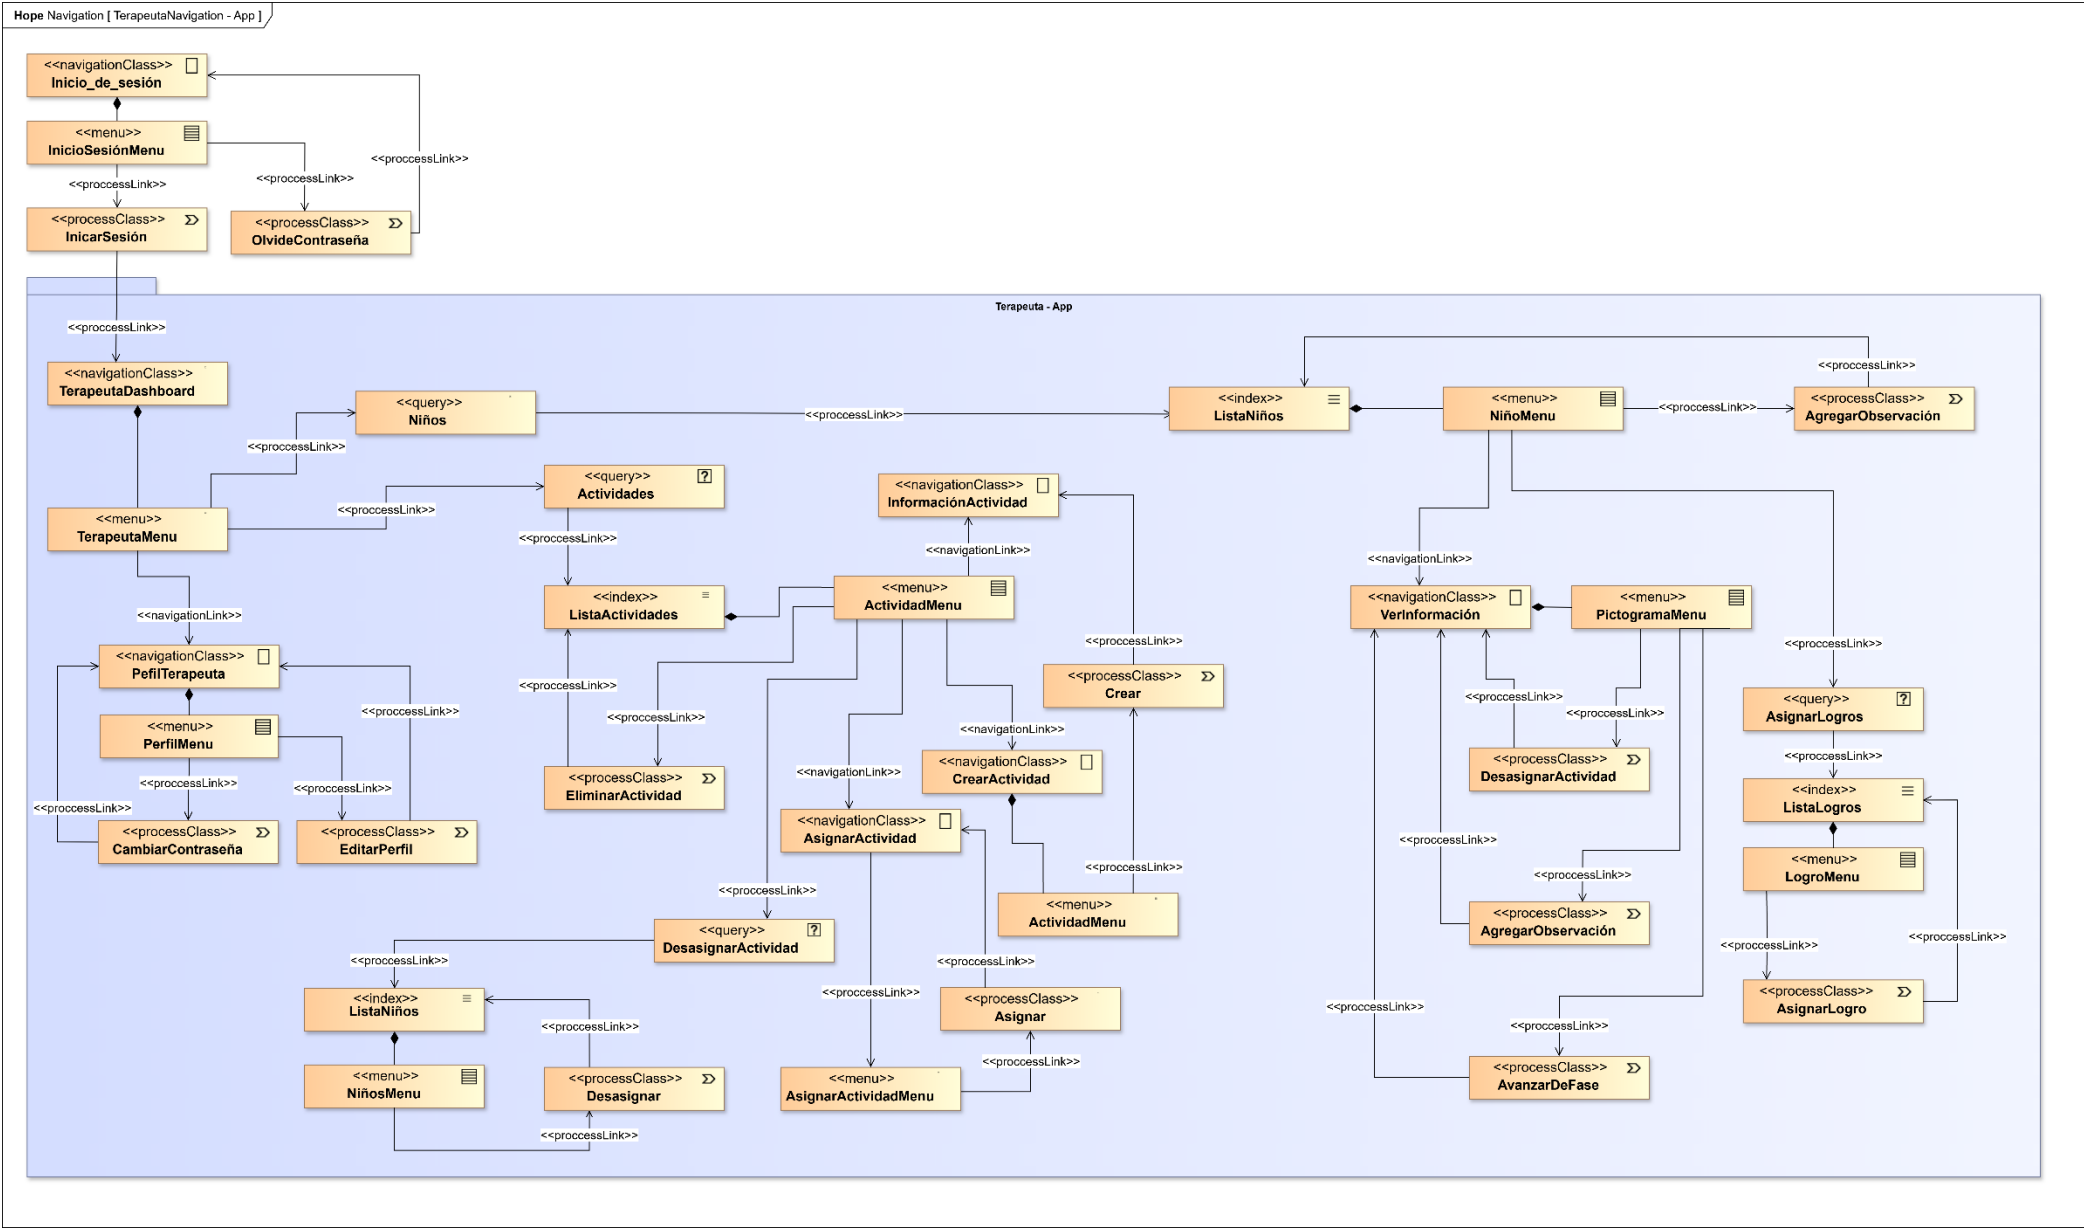 Hope Navigation [ TerapeutaNavigation - App ]
<<navigationClass>>
Inicio_de_sesión
<<menu>>
InicioSesiónMenu
<<proccessLink>>
<<proccessLink>>
<<proccessLink>>
<<processClass>>
InicarSesión
<<processClass>>
OlvideContraseña
Terapeuta - App
<<proccessLink>>
<<navigationClass>>
TerapeutaDashboard
<<query>>
Niños
<<proccessLink>>
<<proccessLink>>
<<index>>
ListaNiños
<<menu>>
NiñoMenu
<<proccessLink>>
<<processClass>>
AgregarObservación
<<proccessLink>>
<<menu>>
TerapeutaMenu
<<proccessLink>>
<<query>>
Actividades
<<proccessLink>>
<<navigationClass>>
InformaciónActividad
<<navigationLink>>
<<index>>
ListaActividades
<<menu>>
ActividadMenu
<<navigationLink>>
<<navigationClass>>
VerInformación
<<menu>>
PictogramaMenu
<<navigationLink>>
<<navigationClass>>
PefilTerapeuta
<<menu>>
PerfilMenu
<<proccessLink>>
<<proccessLink>>
<<proccessLink>>
<<proccessLink>>
<<processClass>>
CambiarContraseña
<<processClass>>
EditarPerfil
<<proccessLink>>
<<proccessLink>>
<<processClass>>
EliminarActividad
<<proccessLink>>
<<processClass>>
Crear
<<navigationLink>>
<<navigationClass>>
CrearActividad
<<navigationLink>>
<<navigationClass>>
AsignarActividad
<<proccessLink>>
<<menu>>
ActividadMenu
<<proccessLink>>
<<query>>
DesasignarActividad
<<proccessLink>>
<<index>>
ListaNiños
<<proccessLink>>
<<menu>>
NiñosMenu
<<processClass>>
Desasignar
<<proccessLink>>
<<proccessLink>>
<<menu>>
AsignarActividadMenu
<<proccessLink>>
<<processClass>>
Asignar
<<proccessLink>>
<<proccessLink>>
<<proccessLink>>
<<processClass>>
DesasignarActividad
<<proccessLink>>
<<proccessLink>>
<<processClass>>
AgregarObservación
<<proccessLink>>
<<proccessLink>>
<<processClass>>
AvanzarDeFase
<<proccessLink>>
<<query>>
AsignarLogros
<<proccessLink>>
<<index>>
ListaLogros
<<menu>>
LogroMenu
<<proccessLink>>
<<proccessLink>>
<<processClass>>
AsignarLogro